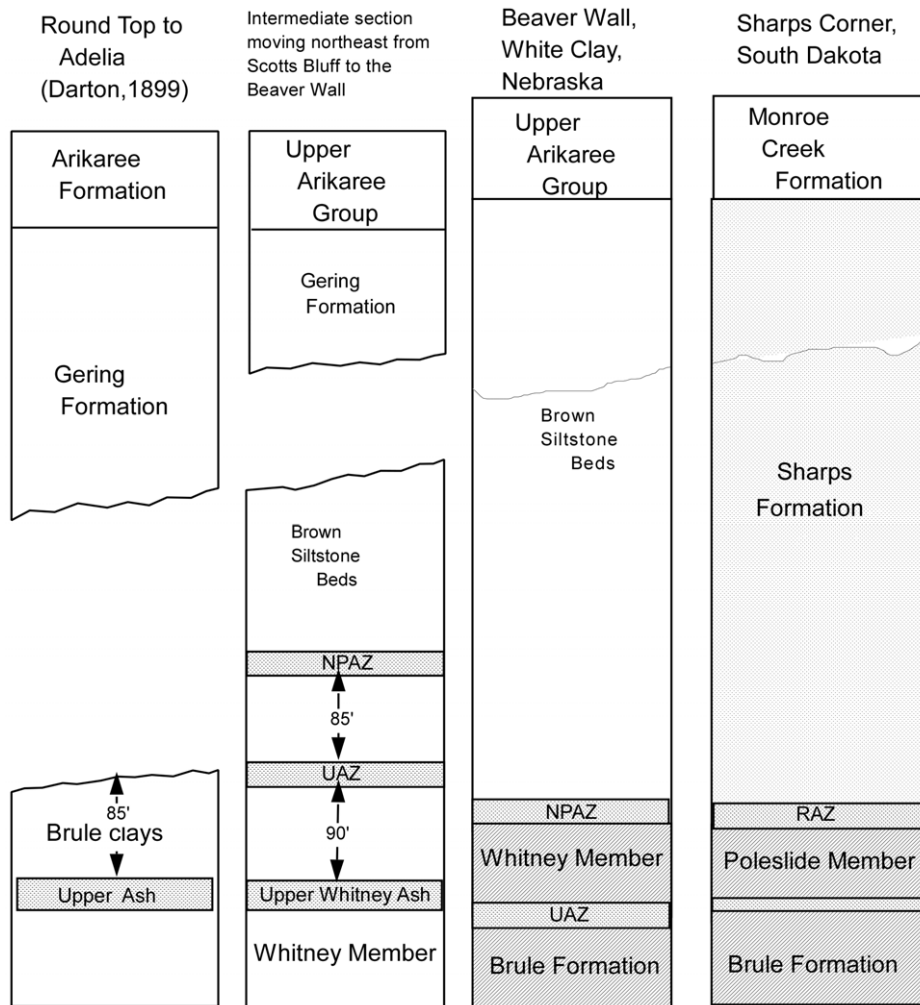 Round Top to
Adelia
(Darton,1899)
Arikaree
Formation
Gering
Formation
85'
Brule clays
Upper Ash
Intermediate section
moving northeast from
Scotts Bluff to the
Beaver Wall
Upper
Arikaree
Group
Gering
Formation
Brown
Siltstone
Beds
NPAZ
85'
UAZ
90'
Upper Whitney Ash
Whitney Member
Beaver Wall,
White Clay,
Nebraska
Upper
Arikaree
Group
Brown
Siltstone
Beds
NPAZ
Whitney Member
UAZ
Brule Formation
Sharps Corner,
South Dakota
Monroe
Creek
Formation
Sharps
Formation
RAZ
Poleslide Member
Brule Formation